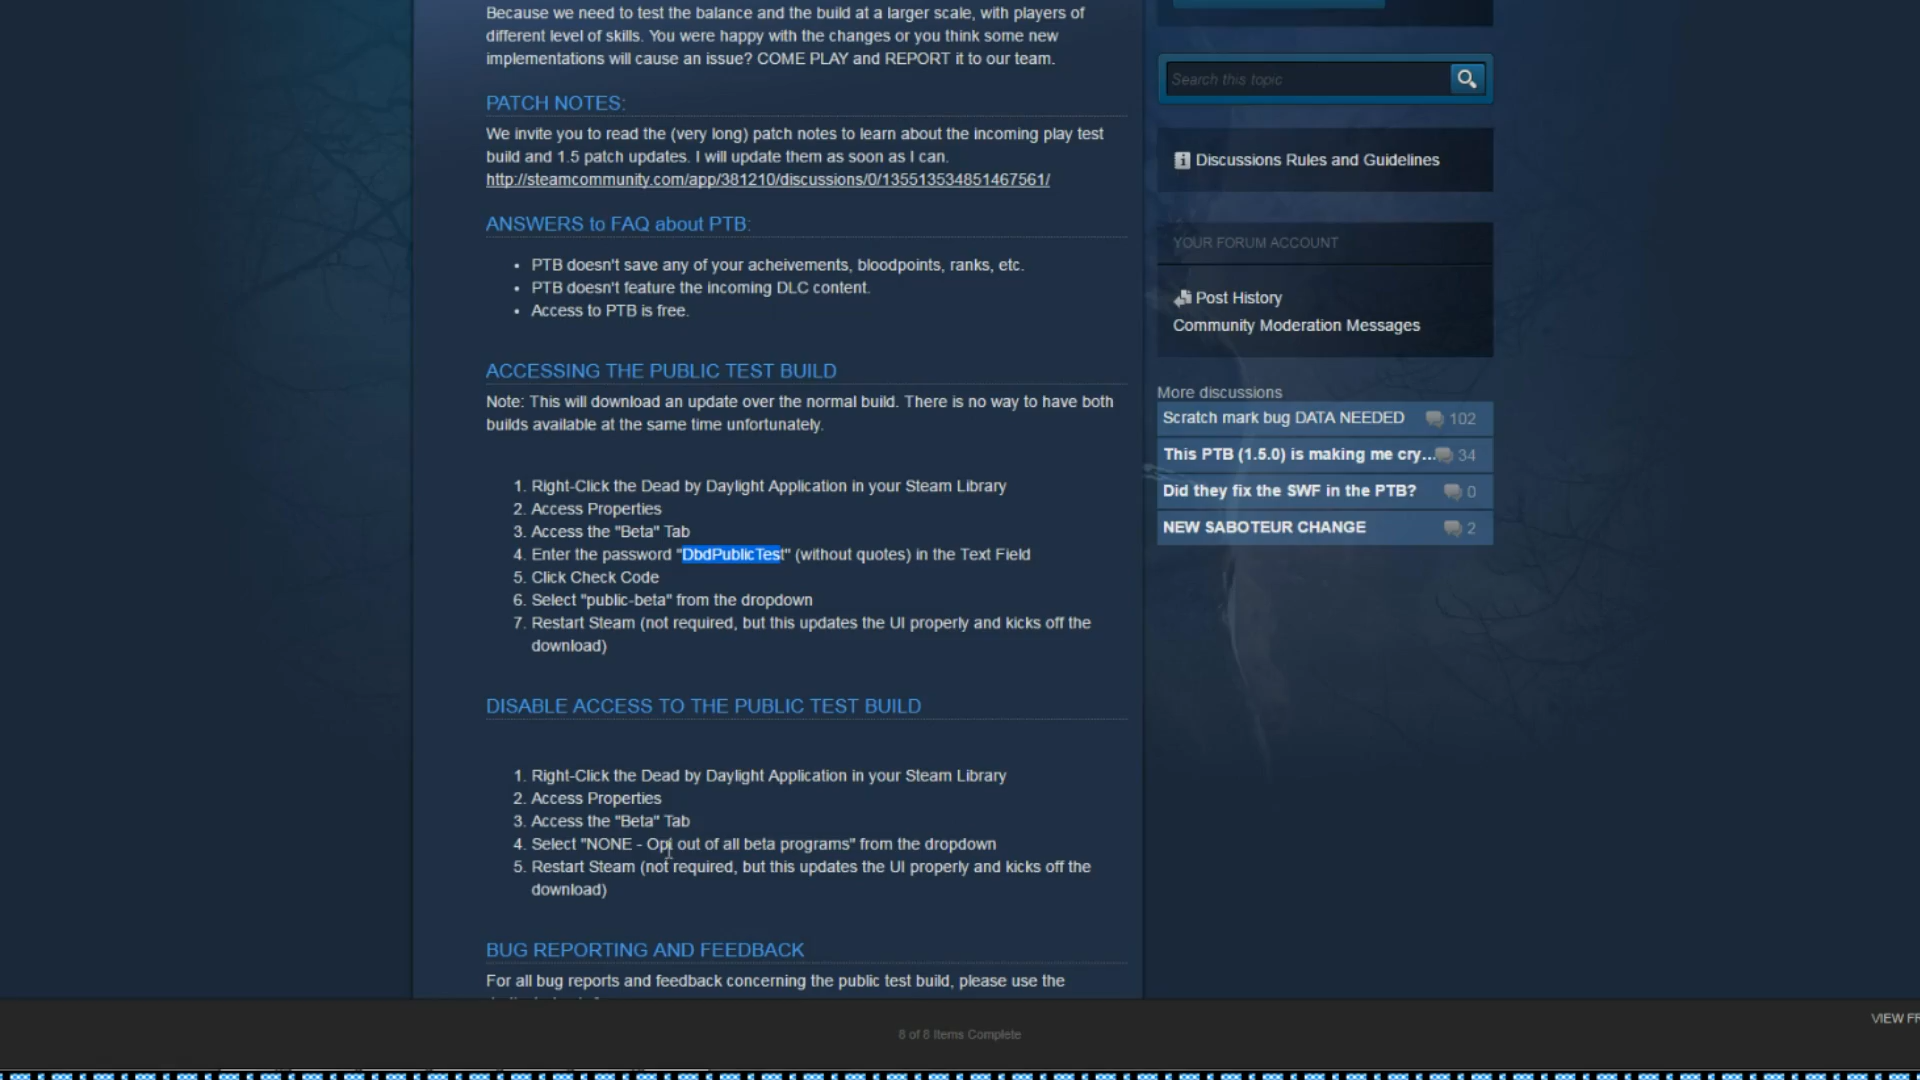 Because we need to test the balance and the build at a larger scale, with players of
different level of skills. You were happy with the changes or you think some new
implementations will cause an issue? COME PLAY and REPORT it to our team.
PATCH NOTES:
We invite you to read the (very long) patch notes to learn about the incoming play test
build and 1.5 patch updates. I will update them as soon as I can.
http://steamcommunity.com/app/381210/discussions/0/135513534851467561/
ANSWERS to FAQ about PTB:
• PTB doesn't save any of your acheivements, bloodpoints, ranks, etc.
• PTB doesn't feature the incoming DLC content.
• Access to PTB is free.
ACCESSING THE PUBLIC TEST BUILD
Note: This will download an update over the normal build. There is no way to have both
builds available at the same time unfortunately.
1. Right-Click the Dead by Daylight Application in your Steam Library
2. Access Properties
3. Access the "Beta" Tab
4. Enter the password "DbdPublicTest" (without quotes) in the Text Field
5. Click Check Code
6. Select "public-beta" from the dropdown
7. Restart Steam (not required, but this updates the UI properly and kicks off the
download)
DISABLE ACCESS TO THE PUBLIC TEST BUILD
1. Right-Click the Dead by Daylight Application in your Steam Library
2. Access Properties
3. Access the "Beta" Tab
4. Select "NONE - Opt out of all beta programs" from the dropdown
5. Restart Steam (not required, but this updates the UI properly and kicks off the
download)
BUG REPORTING AND FEEDBACK
For all bug reports and feedback concerning the public test build, please use the
Search this topic
Discussions Rules and Guidelines
YOUR FORUM ACCOUNT
Post History
Community Moderation Messages
More discussions
Scratch mark bug DATA NEEDED 102
This PTB (1.5.0) is making me cry... 34
Did they fix the SWF in the PTB? 0
NEW SABOTEUR CHANGE 2
8 of 8 Items Complete
VIEW FR